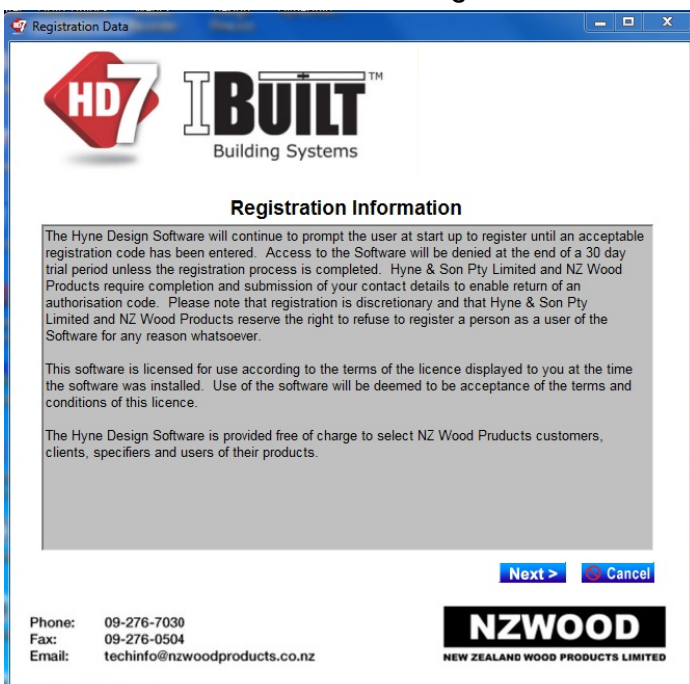 Registration Data
HD7 IBUILT™
Building Systems
Registration Information
The Hyne Design Software will continue to prompt the user at start up to register until an acceptable
registration code has been entered. Access to the Software will be denied at the end of a 30 day
trial period unless the registration process is completed. Hyne & Son Pty Limited and NZ Wood
Products require completion and submission of your contact details to enable return of an
authorisation code. Please note that registration is discretionary and that Hyne & Son Pty
Limited and NZ Wood Products reserve the right to refuse to register a person as a user of the
Software for any reason whatsoever.
This software is licensed for use according to the terms of the licence displayed to you at the time
the software was installed. Use of the software will be deemed to be acceptance of the terms and
conditions of this licence.
The Hyne Design Software is provided free of charge to select NZ Wood Pruducts customers,
clients, specifiers and users of their products.
Next > Cancel
Phone: 09-276-7030
Fax: 09-276-0504
Email: techinfo@nzwoodproducts.co.nz
NZWOOD
NEW ZEALAND WOOD PRODUCTS LIMITED